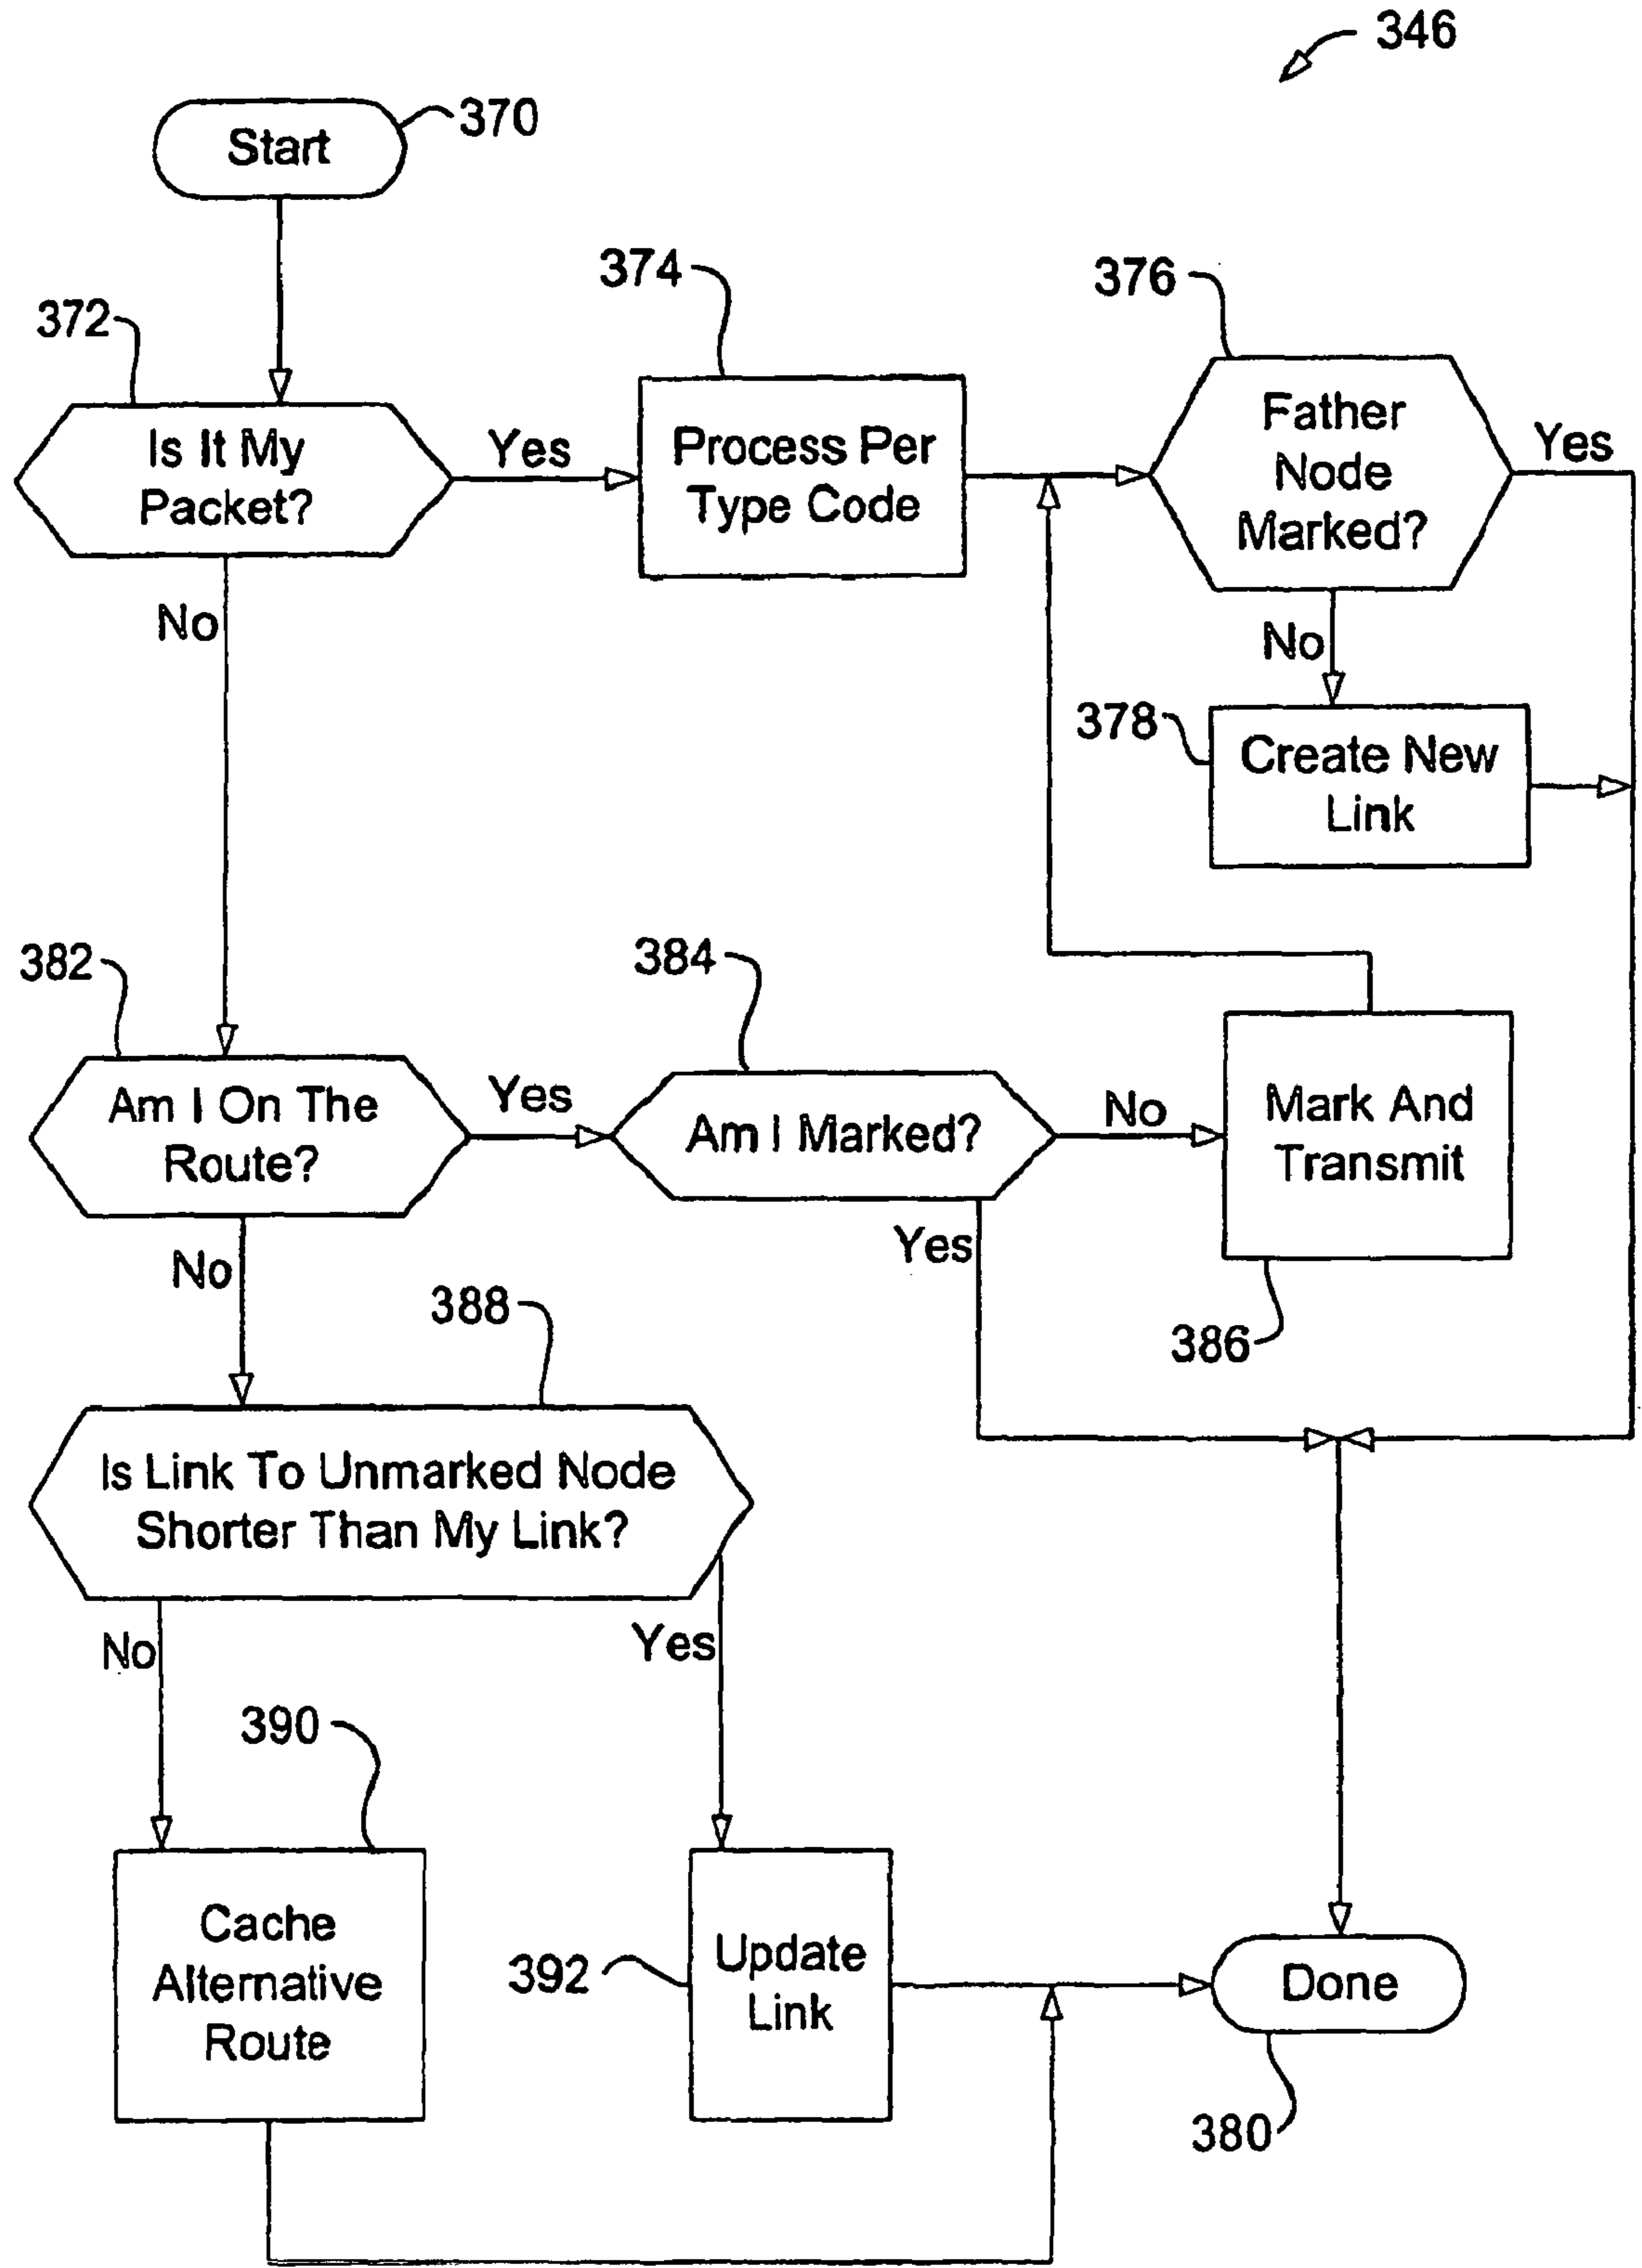 346
Start
370
372
374
376
Is It My
Packet?
Yes
Process Per
Type Code
Father
Node
Marked?
Yes
No
No
378
Create New
Link
382
384
Am I On The
Route?
Yes
Am I Marked?
No
Mark And
Transmit
Yes
No
386
388
Is Link To Unmarked Node
Shorter Than My Link?
No
Yes
390
Cache
Alternative
Route
392
Update
Link
Done
380